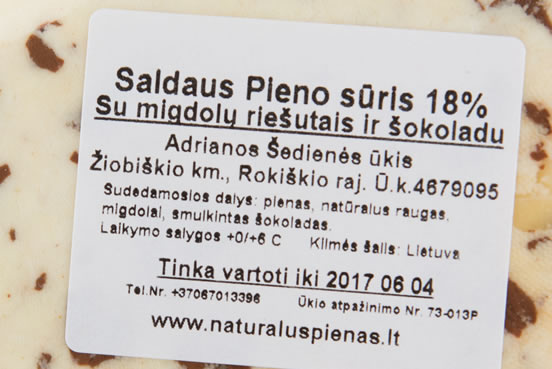 Saldaus Pieno sūris 18%
Su migdolų riešutais ir šokoladu
Adrianos Šedienės ūkis
Žiobiškio km., Rokiškio raj. Ū.k.4679095
Sudedamosios dalys: pienas, natūralus raugas,
migdolai, smulkintas šokoladas.
Laikymo salygos +0/+6 C Kilmės šalis: Lietuva
Tinka vartoti iki 2017 06 04
Tel.Nr. +37067013396 Ūkio atpažinimo Nr. 73-013P
www.naturaluspienas.lt